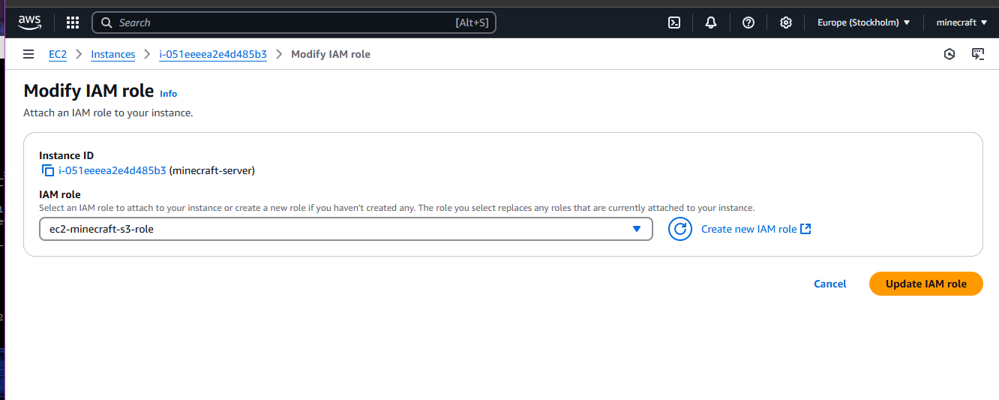 aws Search [Alt+S] Europe (Stockholm) minecraft
EC2 Instances i-051eeeea2e4d485b3 Modify IAM role
Modify IAM role Info
Attach an IAM role to your instance.
Instance ID
i-051eeeea2e4d485b3 (minecraft-server)
IAM role
Select an IAM role to attach to your instance or create a new role if you haven't created any. The role you select replaces any roles that are currently attached to your instance.
ec2-minecraft-s3-role Create new IAM role
Cancel Update IAM role